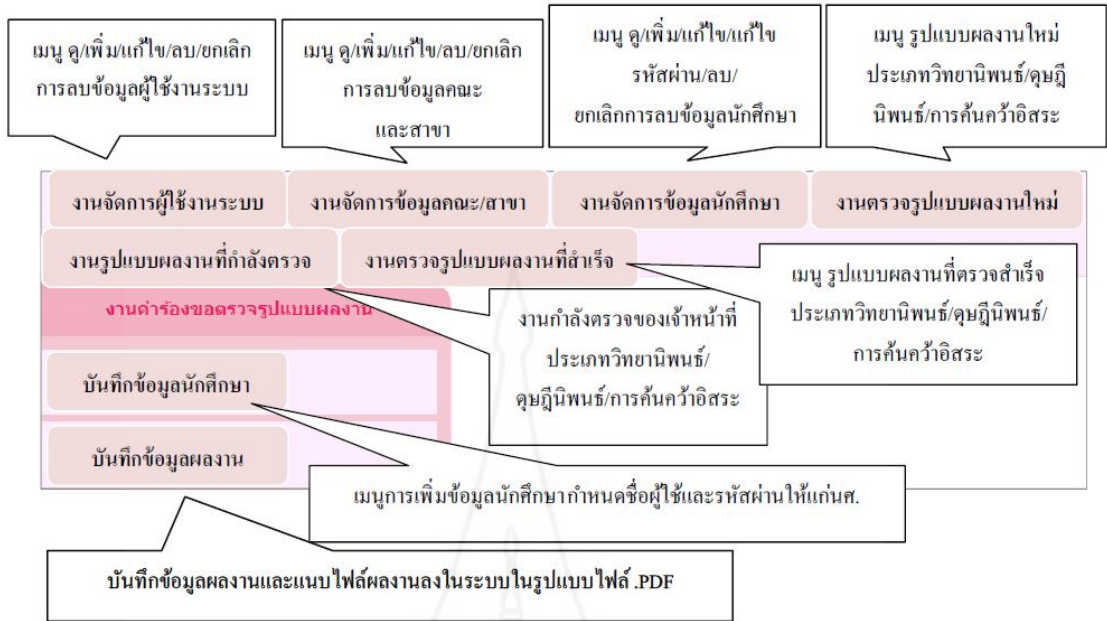 เมนู ดู/เพิ่ม/แก้ไข/ลบ/ยกเลิก
การลบข้อมูลผู้ใช้งานระบบ
เมนู ดู/เพิ่ม/แก้ไข/ลบ/ยกเลิก
การลบข้อมูลคณะ
และสาขา
เมนู ดู/เพิ่ม/แก้ไข/แก้ไข
รหัสผ่าน/ลบ/
ยกเลิกการลบข้อมูลนักศึกษา
เมนู รูปแบบผลงานใหม่
ประเภทวิทยานิพนธ์/ดุษฎี
นิพนธ์/การค้นคว้าอิสระ
งานจัดการผู้ใช้งานระบบ
งานจัดการข้อมูลคณะ/สาขา
งานจัดการข้อมูลนักศึกษา
งานตรวจรูปแบบผลงานใหม่
งานรูปแบบผลงานที่กำลังตรวจ
งานตรวจรูปแบบผลงานที่สำเร็จ
เมนู รูปแบบผลงานที่ตรวจสำเร็จ
ประเภทวิทยานิพนธ์/ดุษฎีนิพนธ์/
การค้นคว้าอิสระ
งานคำร้องขอตรวจรูปแบบผลงาน
งานกำลังตรวจของเจ้าหน้าที่
ประเภทวิทยานิพนธ์/
ดุษฎีนิพนธ์/การค้นคว้าอิสระ
บันทึกข้อมูลนักศึกษา
บันทึกข้อมูลผลงาน
เมนูการเพิ่มข้อมูลนักศึกษา กำหนดชื่อผู้ใช้และรหัสผ่านให้แก่นศ.
บันทึกข้อมูลผลงานและแนบไฟล์ผลงานลงในระบบในรูปแบบไฟล์ .PDF